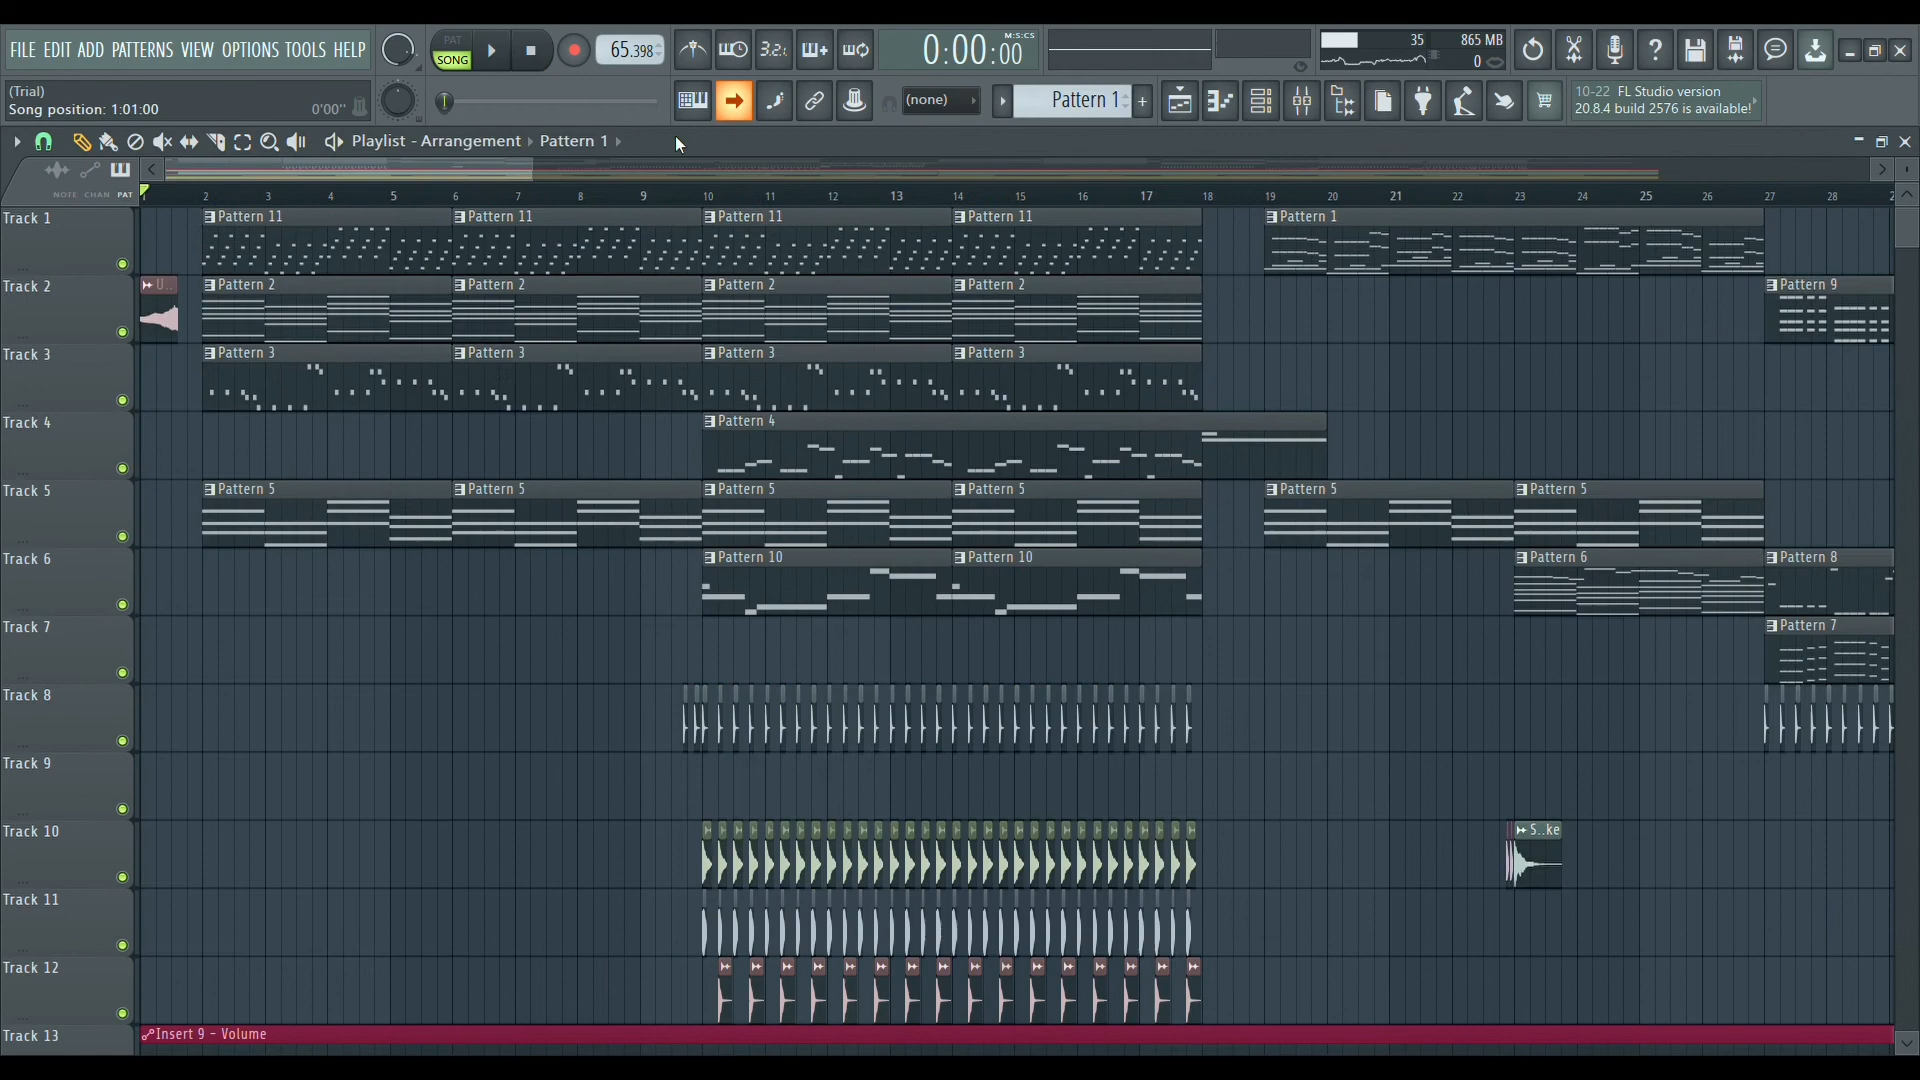 FILE EDIT ADD PATTERNS VIEW OPTIONS TOOLS HELP
PAT
SONG
65.398
3.2.1
0:00:00
M:S:CS
35
865 MB
0
(Trial)
Song position: 1:01:00
0'00"
(none)
Pattern 1
10-22 FL Studio version
20.8.4 build 2576 is available!
Playlist - Arrangement
Pattern 1
NOTE CHAN PAT
1 2 3 4 5 6 7 8 9 10 11 12 13 14 15 16 17 18 19 20 21 22 23 24 25 26 27 28
Track 1
Pattern 11 Pattern 11 Pattern 11 Pattern 11 Pattern 1
Track 2
U.. Pattern 2 Pattern 2 Pattern 2 Pattern 2 Pattern 9
Track 3
Pattern 3 Pattern 3 Pattern 3 Pattern 3
Track 4
Pattern 4
Track 5
Pattern 5 Pattern 5 Pattern 5 Pattern 5 Pattern 5 Pattern 5
Track 6
Pattern 10 Pattern 10 Pattern 6 Pattern 8
Track 7
Pattern 7
Track 8
Track 9
Track 10
S..ke
Track 11
Track 12
Track 13
Insert 9 - Volume